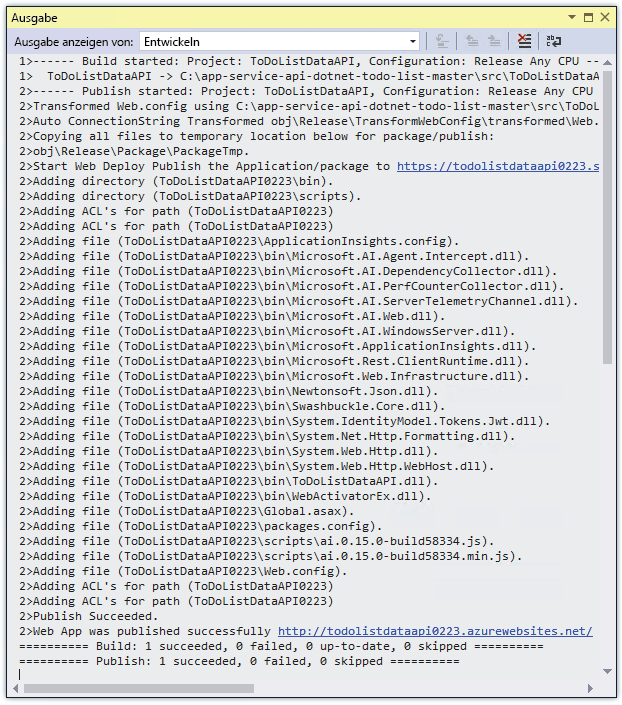 Ausgabe
Ausgabe anzeigen von: Entwickeln
1>------ Build started: Project: ToDoListDataAPI, Configuration: Release Any CPU --
1>  ToDoListDataAPI -> C:\app-service-api-dotnet-todo-list-master\src\ToDoListDataA
2>------ Publish started: Project: ToDoListDataAPI, Configuration: Release Any CPU
2>Transformed Web.config using C:\app-service-api-dotnet-todo-list-master\src\ToDoL
2>Auto ConnectionString Transformed obj\Release\TransformWebConfig\transformed\Web.
2>Copying all files to temporary location below for package/publish:
2>obj\Release\Package\PackageTmp.
2>Start Web Deploy Publish the Application/package to https://todolistdataapi0223.s
2>Adding directory (ToDoListDataAPI0223\bin).
2>Adding directory (ToDoListDataAPI0223\scripts).
2>Adding ACL's for path (ToDoListDataAPI0223)
2>Adding ACL's for path (ToDoListDataAPI0223)
2>Adding file (ToDoListDataAPI0223\ApplicationInsights.config).
2>Adding file (ToDoListDataAPI0223\bin\Microsoft.AI.Agent.Intercept.dll).
2>Adding file (ToDoListDataAPI0223\bin\Microsoft.AI.DependencyCollector.dll).
2>Adding file (ToDoListDataAPI0223\bin\Microsoft.AI.PerfCounterCollector.dll).
2>Adding file (ToDoListDataAPI0223\bin\Microsoft.AI.ServerTelemetryChannel.dll).
2>Adding file (ToDoListDataAPI0223\bin\Microsoft.AI.Web.dll).
2>Adding file (ToDoListDataAPI0223\bin\Microsoft.AI.WindowsServer.dll).
2>Adding file (ToDoListDataAPI0223\bin\Microsoft.ApplicationInsights.dll).
2>Adding file (ToDoListDataAPI0223\bin\Microsoft.Rest.ClientRuntime.dll).
2>Adding file (ToDoListDataAPI0223\bin\Microsoft.Web.Infrastructure.dll).
2>Adding file (ToDoListDataAPI0223\bin\Newtonsoft.Json.dll).
2>Adding file (ToDoListDataAPI0223\bin\Swashbuckle.Core.dll).
2>Adding file (ToDoListDataAPI0223\bin\System.IdentityModel.Tokens.Jwt.dll).
2>Adding file (ToDoListDataAPI0223\bin\System.Net.Http.Formatting.dll).
2>Adding file (ToDoListDataAPI0223\bin\System.Web.Http.dll).
2>Adding file (ToDoListDataAPI0223\bin\System.Web.Http.WebHost.dll).
2>Adding file (ToDoListDataAPI0223\bin\ToDoListDataAPI.dll).
2>Adding file (ToDoListDataAPI0223\bin\WebActivatorEx.dll).
2>Adding file (ToDoListDataAPI0223\Global.asax).
2>Adding file (ToDoListDataAPI0223\packages.config).
2>Adding file (ToDoListDataAPI0223\scripts\ai.0.15.0-build58334.js).
2>Adding file (ToDoListDataAPI0223\scripts\ai.0.15.0-build58334.min.js).
2>Adding file (ToDoListDataAPI0223\Web.config).
2>Adding ACL's for path (ToDoListDataAPI0223)
2>Adding ACL's for path (ToDoListDataAPI0223)
2>Publish Succeeded.
2>Web App was published successfully http://todolistdataapi0223.azurewebsites.net/
========== Build: 1 succeeded, 0 failed, 0 up-to-date, 0 skipped ==========
========== Publish: 1 succeeded, 0 failed, 0 skipped ==========